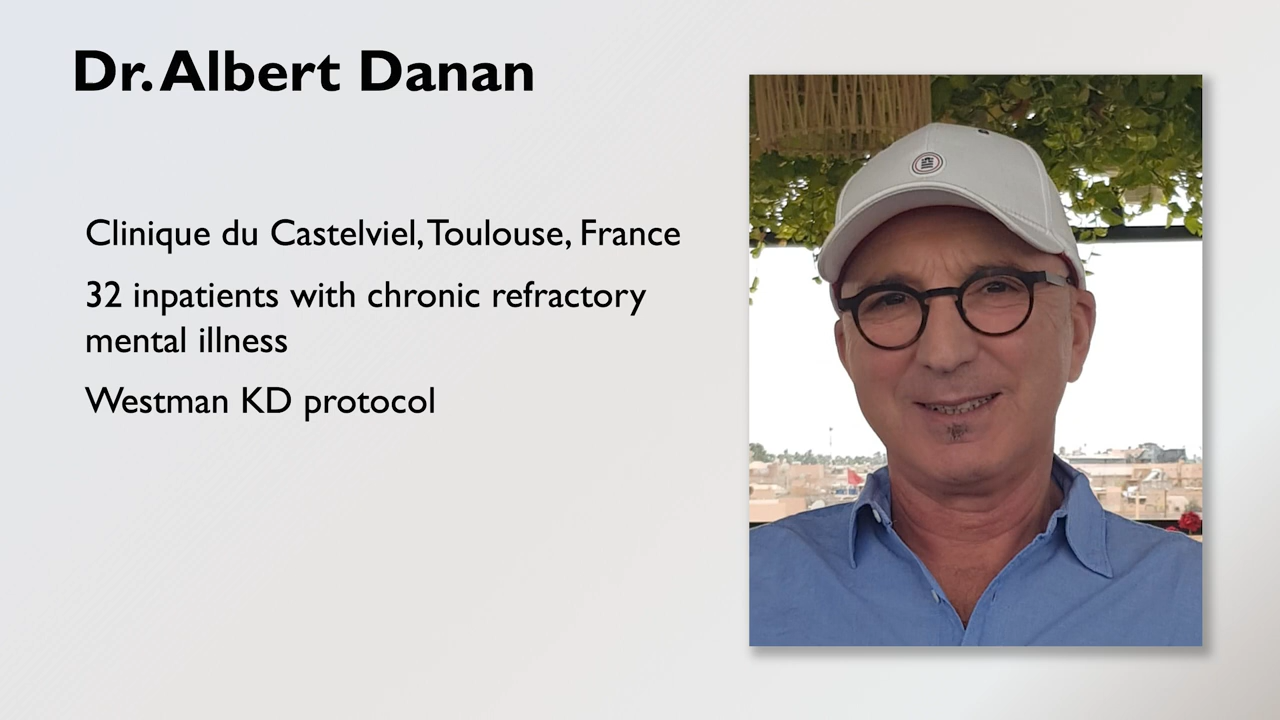 Dr. Albert Danan
Clinique du Castelviel, Toulouse, France
32 inpatients with chronic refractory
mental illness
Westman KD protocol